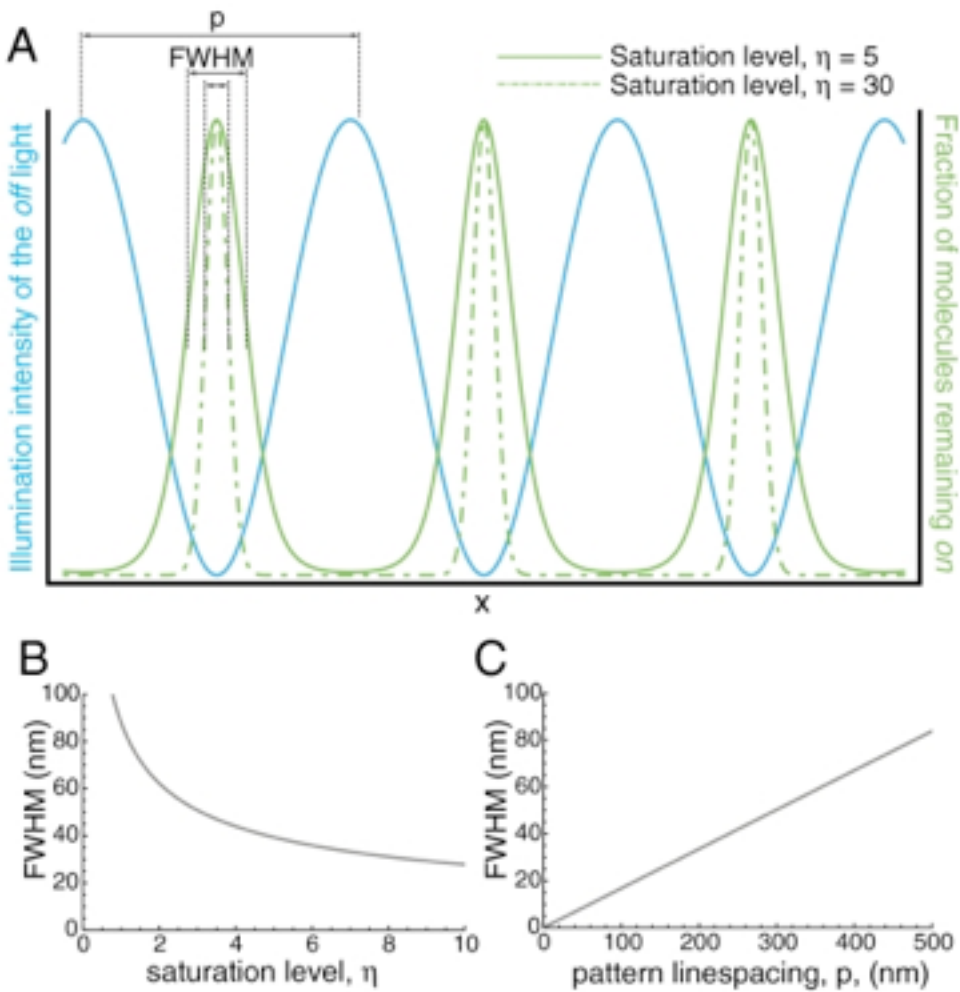 A
p
FWHM
Saturation level, η = 5
Saturation level, η = 30
Illumination intensity of the off light
Fraction of molecules remaining on
x
B
100
80
60
40
20
0
FWHM (nm)
0 2 4 6 8 10
saturation level, η
C
100
80
60
40
20
0
FWHM (nm)
0 100 200 300 400 500
pattern linespacing, p, (nm)